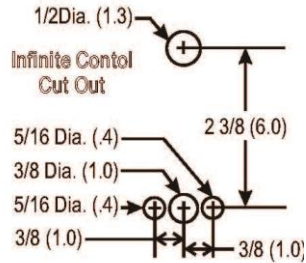 1/2Dia. (1.3)
Infinite Contol
Cut Out
2 3/8 (6.0)
5/16 Dia. (.4)
3/8 Dia. (1.0)
5/16 Dia. (.4)
3/8 (1.0)
3/8 (1.0)